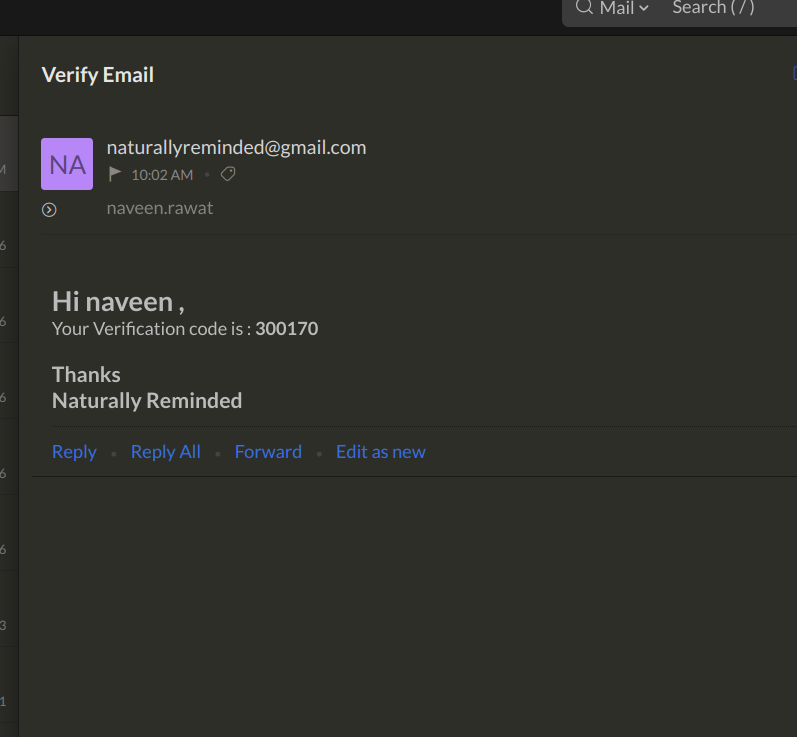 Mail
Search ( / )
Verify Email
NA
naturallyreminded@gmail.com
10:02 AM
naveen.rawat
Hi naveen ,
Your Verification code is : 300170
Thanks
Naturally Reminded
Reply
Reply All
Forward
Edit as new
M
6
6
6
6
6
3
1